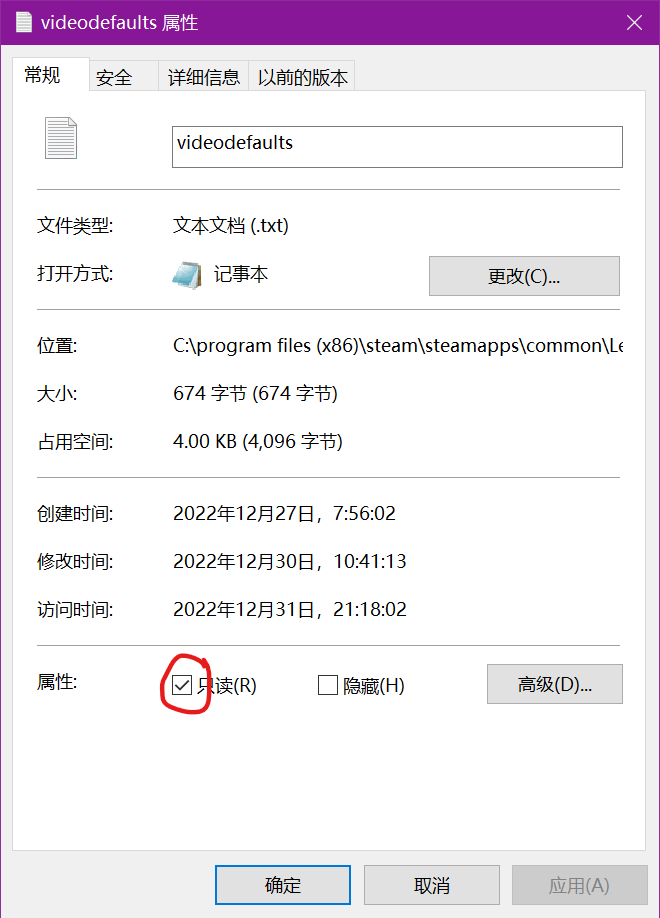 videodefaults 属性
常规 安全 详细信息 以前的版本
videodefaults
文件类型: 文本文档 (.txt)
打开方式: 记事本 更改(C)...
位置: C:\program files (x86)\steam\steamapps\common\Le
大小: 674 字节 (674 字节)
占用空间: 4.00 KB (4,096 字节)
创建时间: 2022年12月27日，7:56:02
修改时间: 2022年12月30日，10:41:13
访问时间: 2022年12月31日，21:18:02
属性: 只读(R) 隐藏(H) 高级(D)...
确定 取消 应用(A)